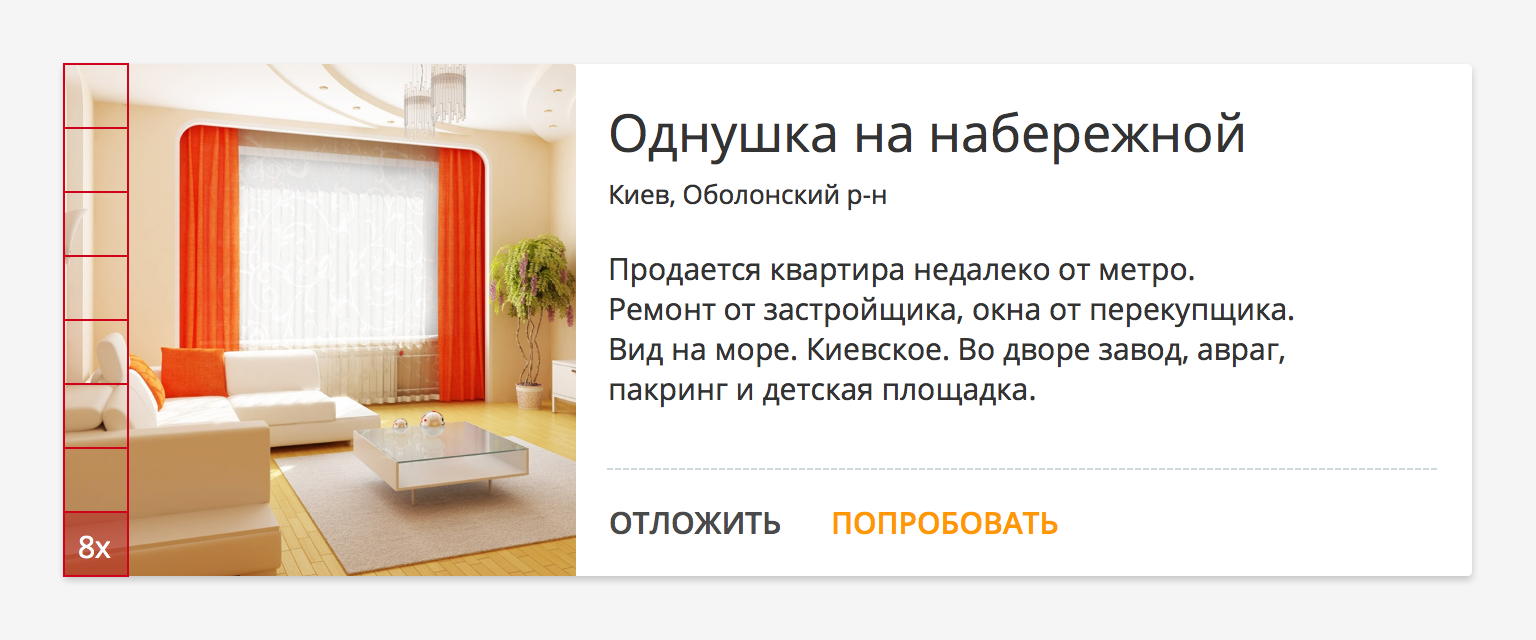 Однушка на набережной
Киев, Оболонский р-н
Продается квартира недалеко от метро.
Ремонт от застройщика, окна от перекупщика.
Вид на море. Киевское. Во дворе завод, авраг,
пакринг и детская площадка.
ОТЛОЖИТЬ ПОПРОБОВАТЬ
8x